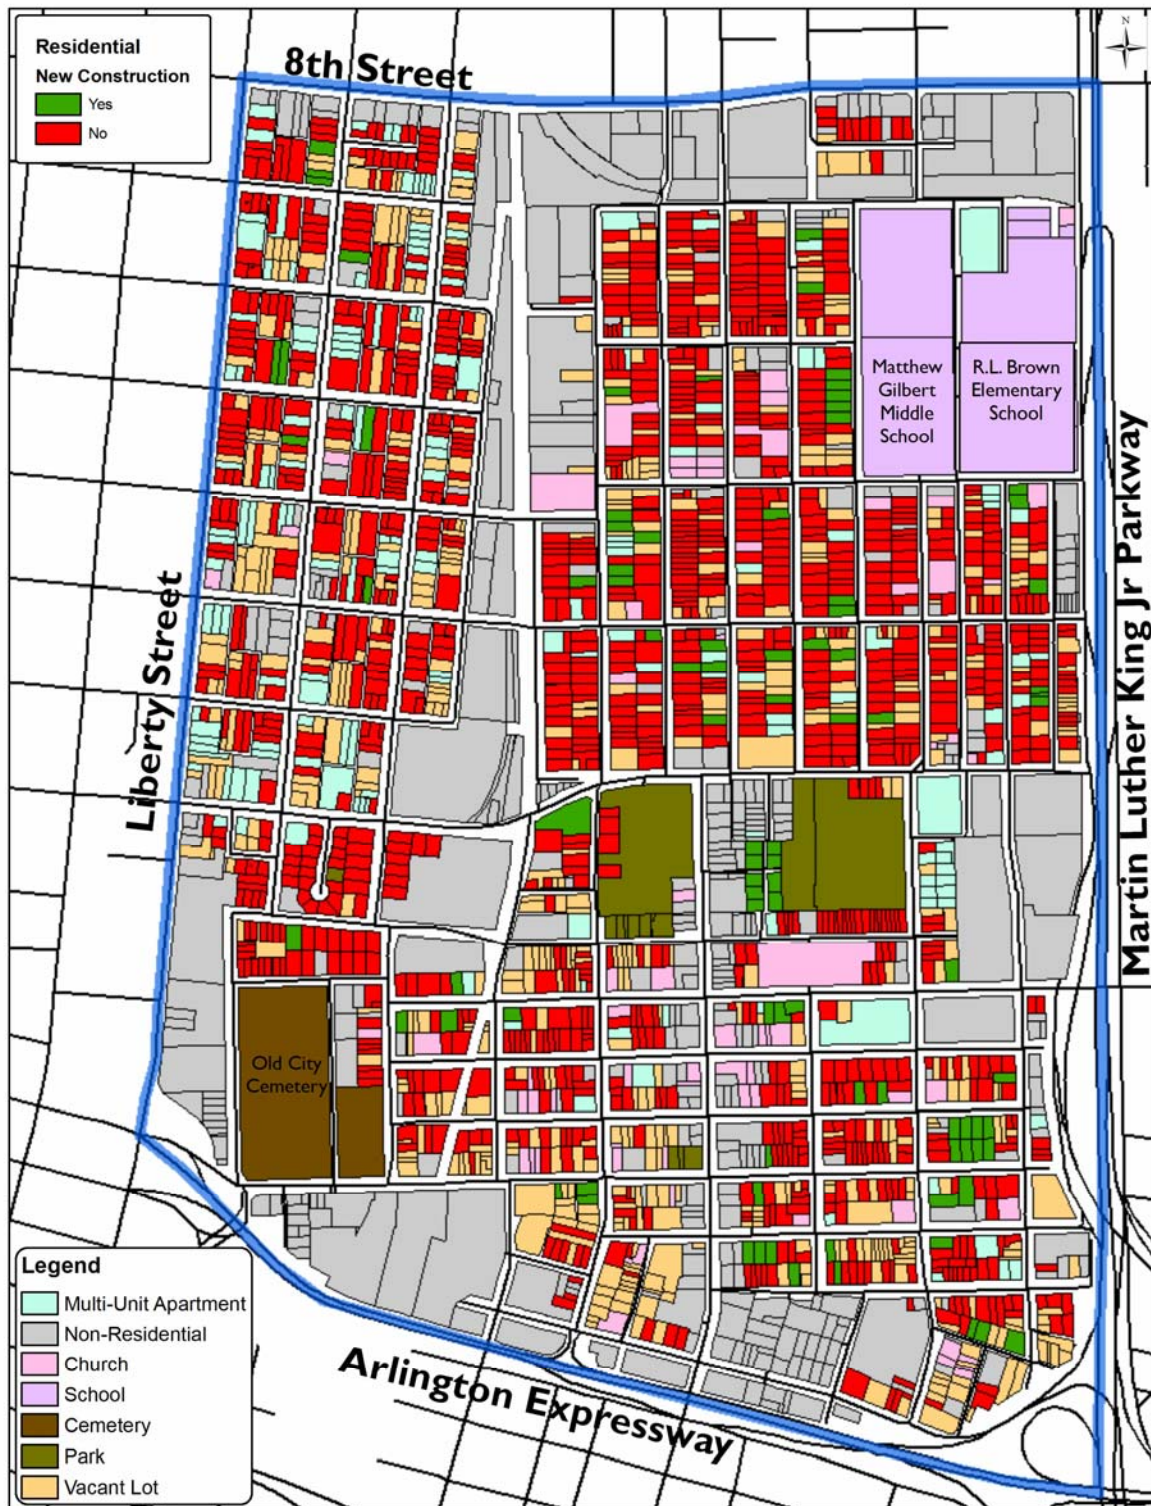 Residential
New Construction
Yes
No
8th Street
N
Matthew
Gilbert
Middle
School
R.L. Brown
Elementary
School
Martin Luther King Jr Parkway
Liberty Street
Old City
Cemetery
Arlington Expressway
Legend
Multi-Unit Apartment
Non-Residential
Church
School
Cemetery
Park
Vacant Lot